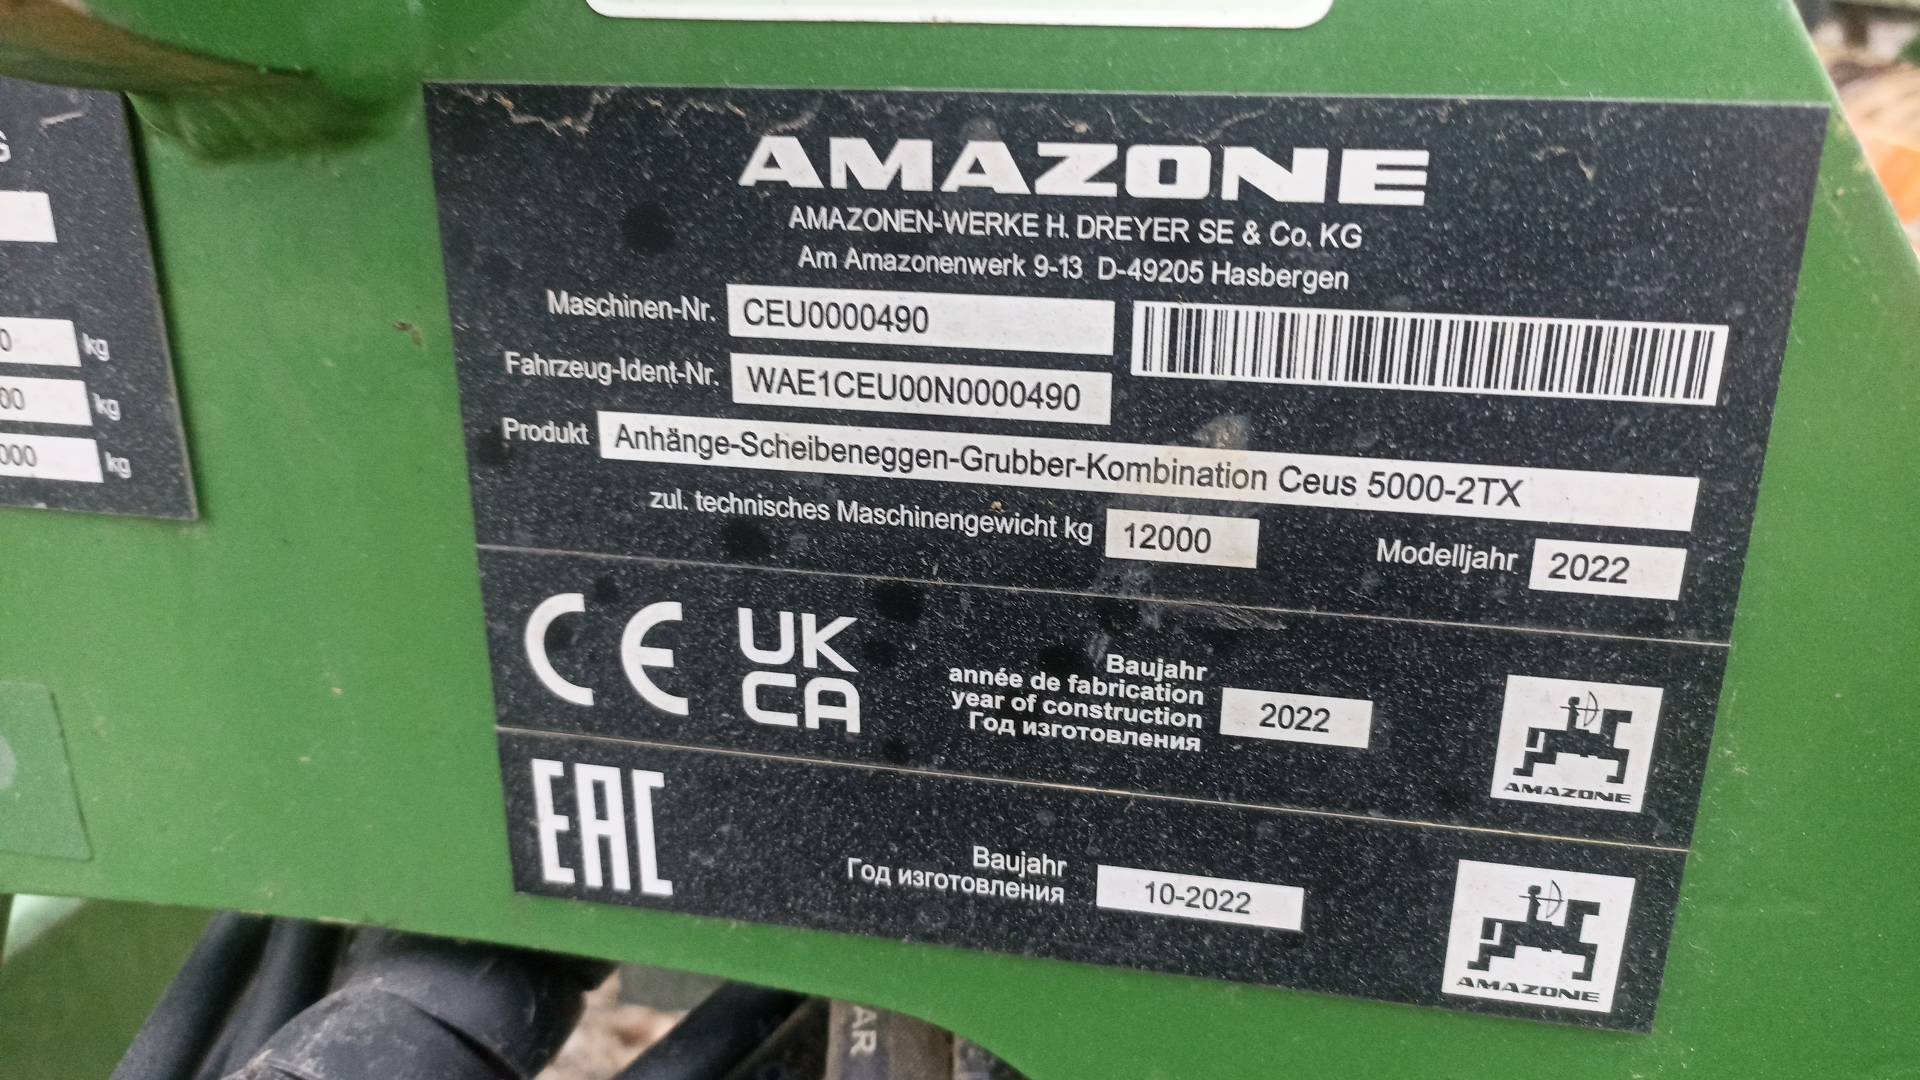 AMAZONE
AMAZONEN-WERKE H. DREYER SE & Co. KG
Am Amazonenwerk 9-13 D-49205 Hasbergen
Maschinen-Nr. CEU0000490
Fahrzeug-Ident-Nr. WAE1CEU00N0000490
Produkt Anhänge-Scheibeneggen-Grubber-Kombination Ceus 5000-2TX
zul. technisches Maschinengewicht kg 12000 Modelljahr 2022
CE UK CA
Baujahr
année de fabrication
year of construction
Год изготовления
2022
AMAZONE
EAC
Baujahr
Год изготовления
10-2022
AMAZONE
kg
kg
kg